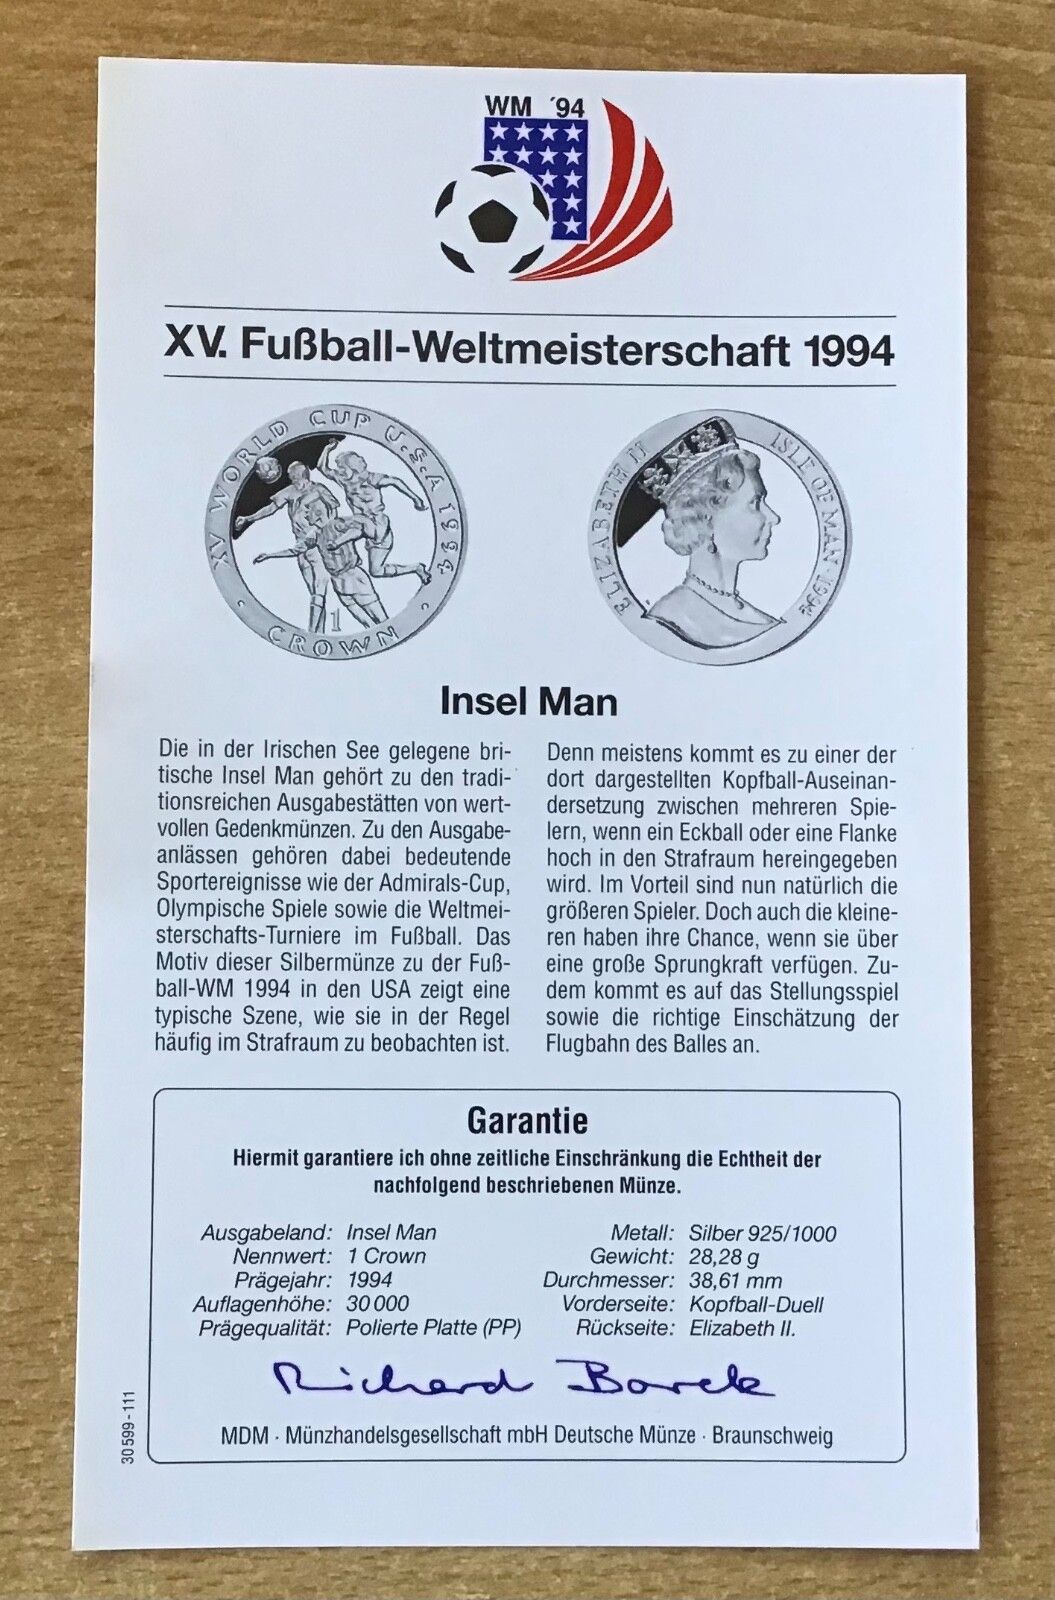 WM ´94
XV. Fußball-Weltmeisterschaft 1994
XV WORLD CUP U.S.A 1994
1
CROWN
ELIZABETH II
ISLE OF MAN 1994
Insel Man
Die in der Irischen See gelegene bri-
tische Insel Man gehört zu den tradi-
tionsreichen Ausgabestätten von wert-
vollen Gedenkmünzen. Zu den Ausgabe-
anlässen gehören dabei bedeutende
Sportereignisse wie der Admirals-Cup,
Olympische Spiele sowie die Weltmei-
sterschafts-Turniere im Fußball. Das
Motiv dieser Silbermünze zu der Fuß-
ball-WM 1994 in den USA zeigt eine
typische Szene, wie sie in der Regel
häufig im Strafraum zu beobachten ist.
Denn meistens kommt es zu einer der
dort dargestellten Kopfball-Auseinan-
dersetzung zwischen mehreren Spie-
lern, wenn ein Eckball oder eine Flanke
hoch in den Strafraum hereingegeben
wird. Im Vorteil sind nun natürlich die
größeren Spieler. Doch auch die kleine-
ren haben ihre Chance, wenn sie über
eine große Sprungkraft verfügen. Zu-
dem kommt es auf das Stellungsspiel
sowie die richtige Einschätzung der
Flugbahn des Balles an.
Garantie
Hiermit garantiere ich ohne zeitliche Einschränkung die Echtheit der
nachfolgend beschriebenen Münze.
Ausgabeland: Insel Man
Nennwert: 1 Crown
Prägejahr: 1994
Auflagenhöhe: 30 000
Prägequalität: Polierte Platte (PP)
Metall: Silber 925/1000
Gewicht: 28,28 g
Durchmesser: 38,61 mm
Vorderseite: Kopfball-Duell
Rückseite: Elizabeth II.
Richard Borek
MDM · Münzhandelsgesellschaft mbH Deutsche Münze · Braunschweig
30 599 - 111